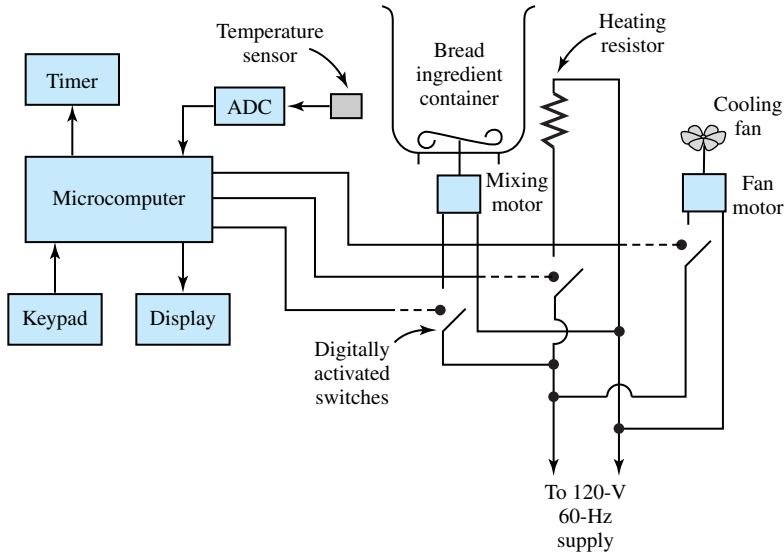 Temperature
sensor
Bread
ingredient
container
Heating
resistor
Timer
ADC
Cooling
fan
Microcomputer
Mixing
motor
Fan
motor
Keypad
Display
Digitally
activated
switches
To 120-V
60-Hz
supply